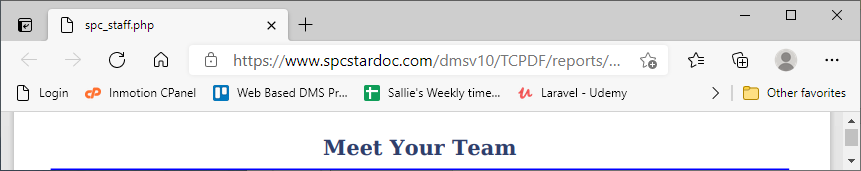 spc_staff.php
https://www.spcstardoc.com/dmsv10/TCPDF/reports/...
Login Inmotion CPanel Web Based DMS Pr... Sallie's Weekly time... Laravel - Udemy Other favorites
Meet Your Team